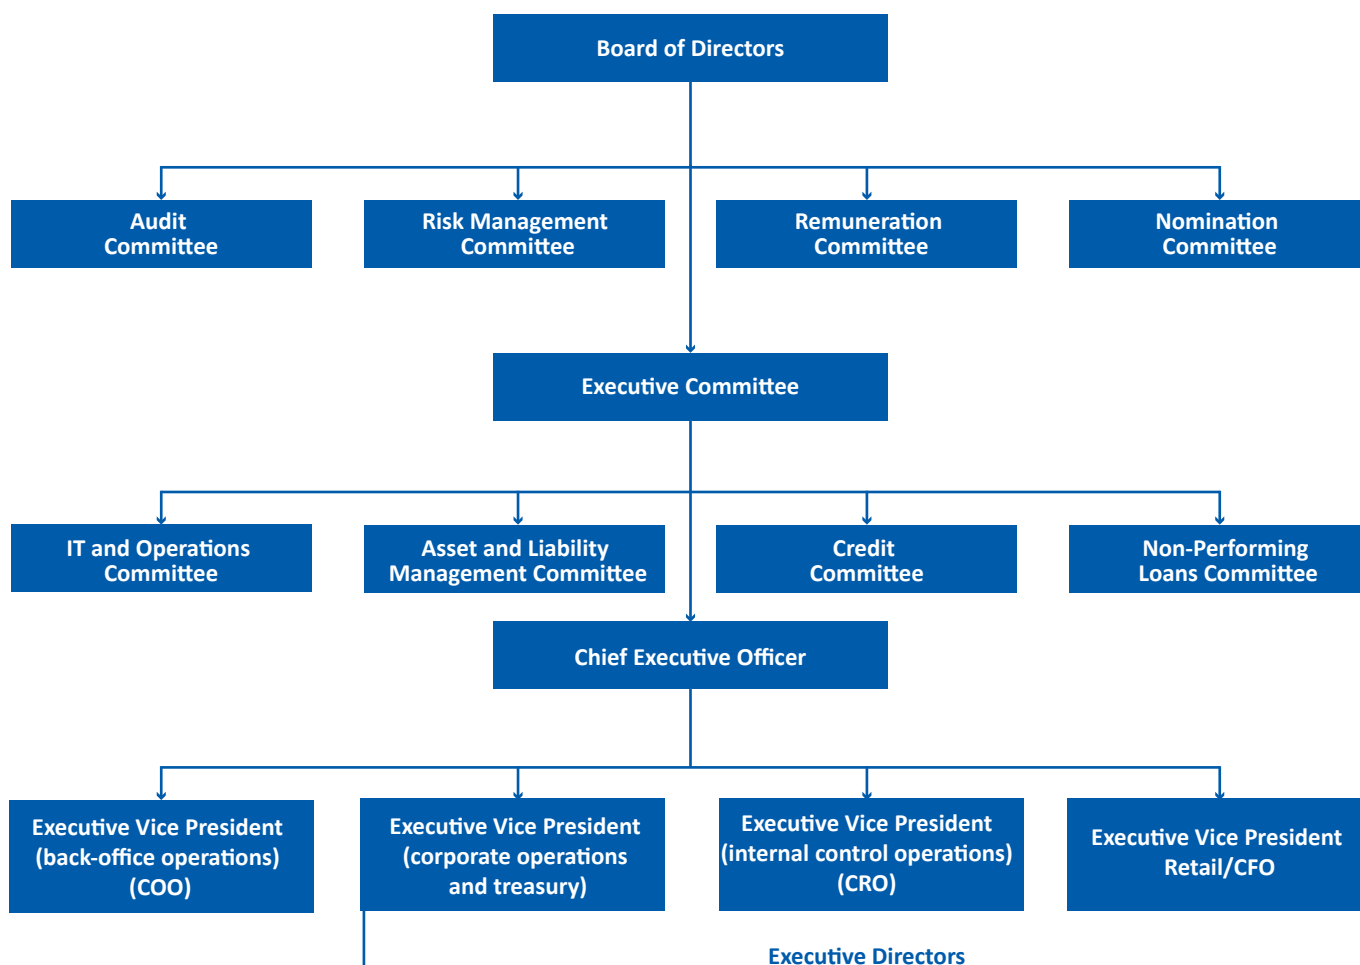 Board of Directors
Audit
Committee
Risk Management
Committee
Remuneration
Committee
Nomination
Committee
Executive Committee
IT and Operations
Committee
Asset and Liability
Management Committee
Credit
Committee
Non-Performing
Loans Committee
Chief Executive Officer
Executive Vice President
(back-office operations)
(COO)
Executive Vice President
(corporate operations
and treasury)
Executive Vice President
(internal control operations)
(CRO)
Executive Vice President
Retail/CFO
Executive Directors